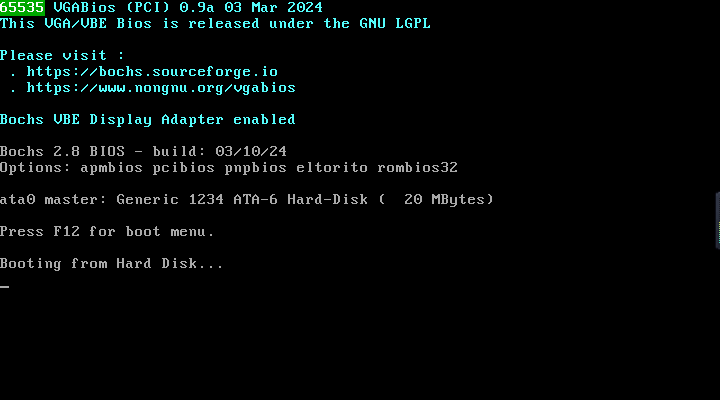 65535 VGABios (PCI) 0.9a 03 Mar 2024
This VGA/VBE Bios is released under the GNU LGPL
Please visit :
. https://bochs.sourceforge.io
. https://www.nongnu.org/vgabios
Bochs VBE Display Adapter enabled
Bochs 2.8 BIOS - build: 03/10/24
Options: apmbios pcibios pnpbios eltorito rombios32
ata0 master: Generic 1234 ATA-6 Hard-Disk (  20 MBytes)
Press F12 for boot menu.
Booting from Hard Disk...
_